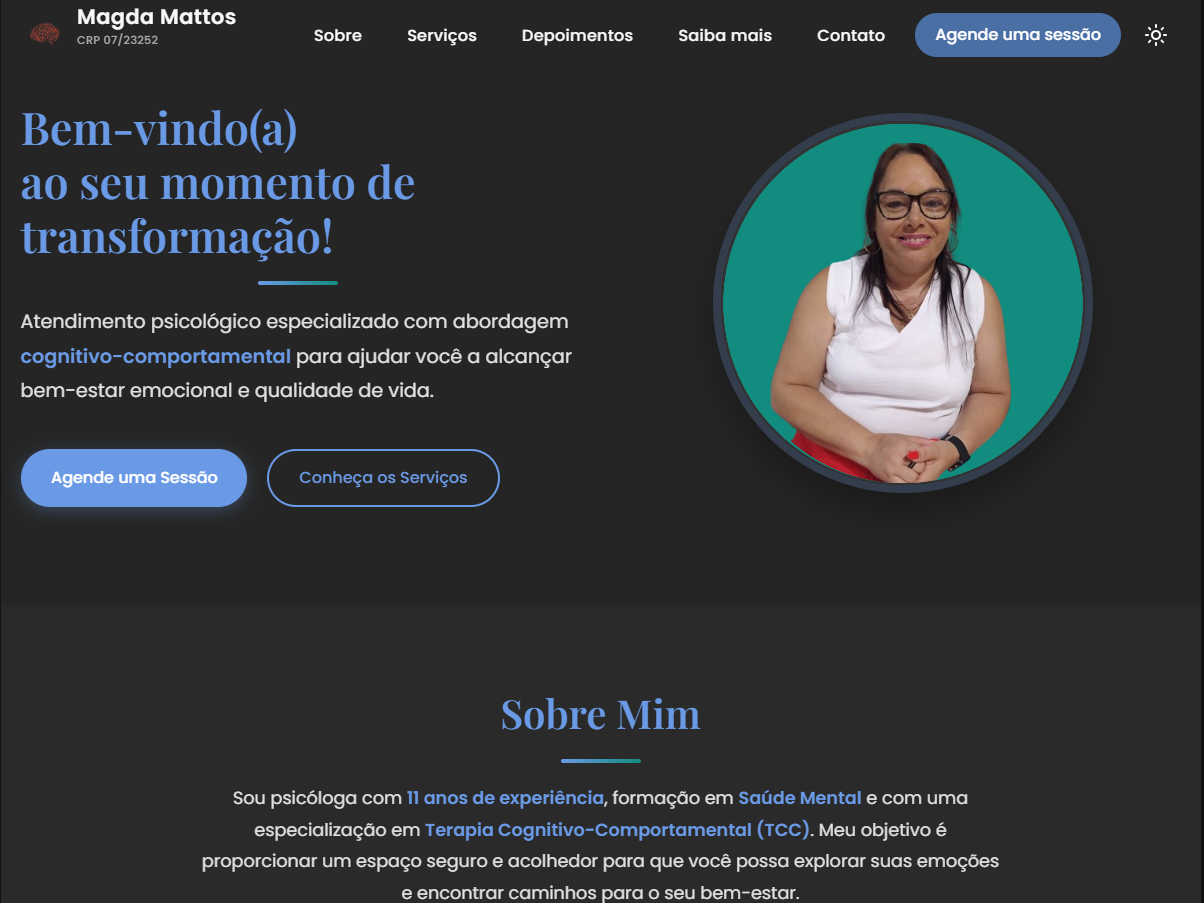 Magda Mattos
CRP 07/23252
Sobre
Serviços
Depoimentos
Saiba mais
Contato
Agende uma sessão
Bem-vindo(a)
ao seu momento de
transformação!
Atendimento psicológico especializado com abordagem
cognitivo-comportamental para ajudar você a alcançar
bem-estar emocional e qualidade de vida.
Agende uma Sessão
Conheça os Serviços
Sobre Mim
Sou psicóloga com 11 anos de experiência, formação em Saúde Mental e com uma
especialização em Terapia Cognitivo-Comportamental (TCC). Meu objetivo é
proporcionar um espaço seguro e acolhedor para que você possa explorar suas emoções
e encontrar caminhos para o seu bem-estar.